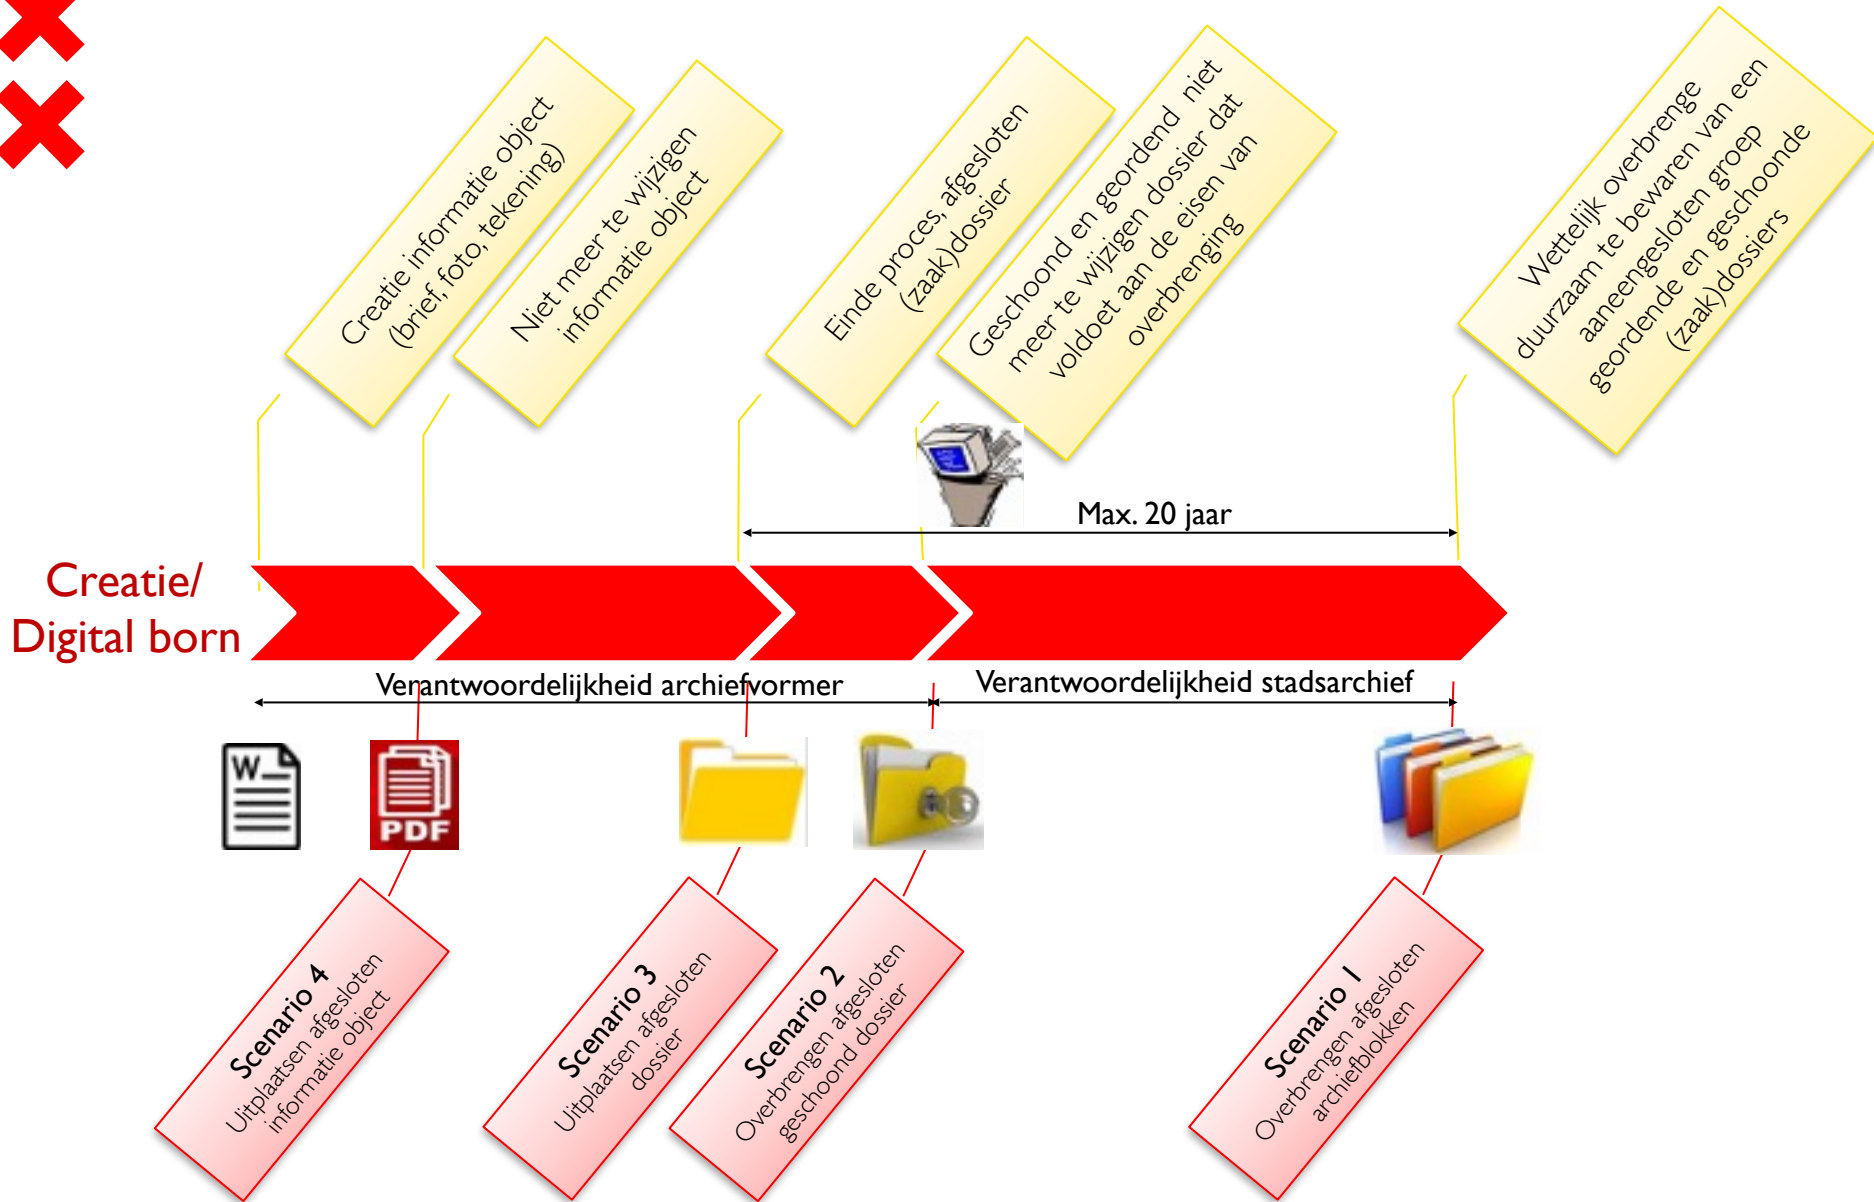 Creatie informatie object
(brief, foto, tekening)
Niet meer te wijzigen
informatie object
Einde proces, afgesloten
(zaak)dossier
Geschoond en geordend niet
meer te wijzigen dossier dat
voldoet aan de eisen van
overbrenging
Wettelijk overbrenge
duurzaam te bewaren van een
aaneengesloten groep
geordende en geschoonde
(zaak)dossiers
Max. 20 jaar
Creatie/
Digital born
Verantwoordelijkheid archiefvormer
Verantwoordelijkheid stadsarchief
W
PDF
Scenario 4
Uitplaatsen afgesloten
informatie object
Scenario 3
Uitplaatsen afgesloten
dossier
Scenario 2
Overbrengen afgesloten
geschoond dossier
Scenario 1
Overbrengen afgesloten
archiefblokken